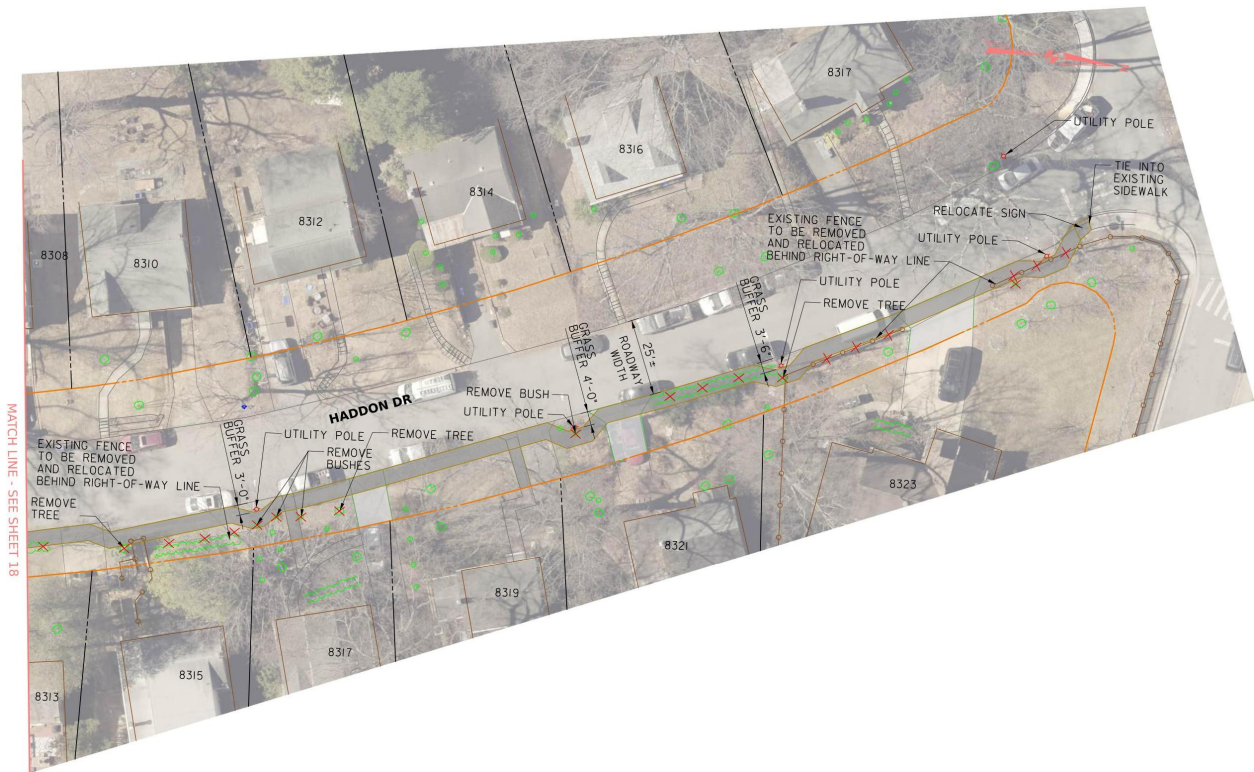 8317
UTILITY POLE
8316
TIE INTO
EXISTING
SIDEWALK
8314
RELOCATE SIGN
8312
EXISTING FENCE
TO BE REMOVED
AND RELOCATED
BEHIND RIGHT-OF-WAY LINE
UTILITY POLE
8308
8310
UTILITY POLE
REMOVE TREE
GRASS
BUFFER 3'-6"
25'±
ROADWAY
WIDTH
GRASS
BUFFER 4'-0"
HADDON DR
REMOVE BUSH
UTILITY POLE
MATCH LINE - SEE SHEET 18
EXISTING FENCE
TO BE REMOVED
AND RELOCATED
BEHIND RIGHT-OF-WAY LINE
GRASS
BUFFER 3'-0"
UTILITY POLE
REMOVE TREE
REMOVE
BUSHES
REMOVE
TREE
8323
8321
8319
8317
8315
8313